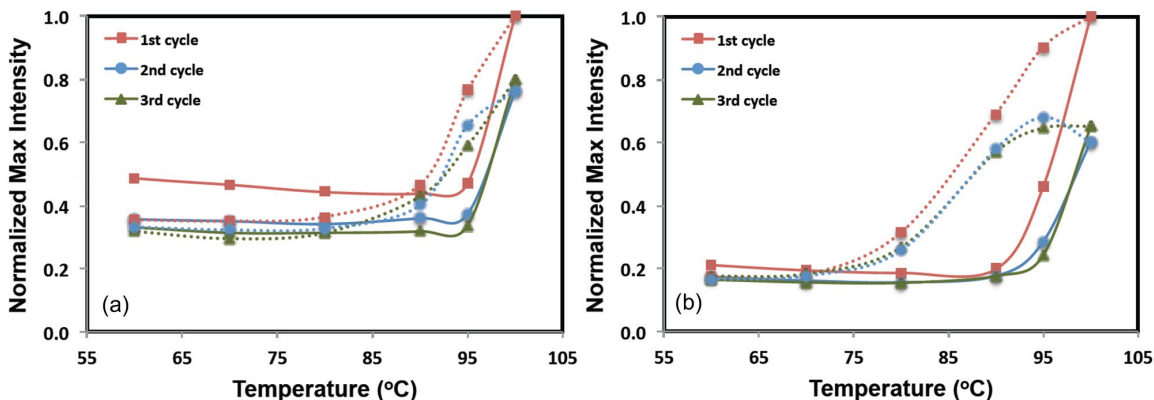 Normalized Max Intensity
1.0
0.8
0.6
0.4
0.2
0.0
1st cycle
2nd cycle
3rd cycle
(a)
55 65 75 85 95 105
Temperature (ºC)
Normalized Max Intensity
1.0
0.8
0.6
0.4
0.2
0.0
1st cycle
2nd cycle
3rd cycle
(b)
55 65 75 85 95 105
Temperature (ºC)